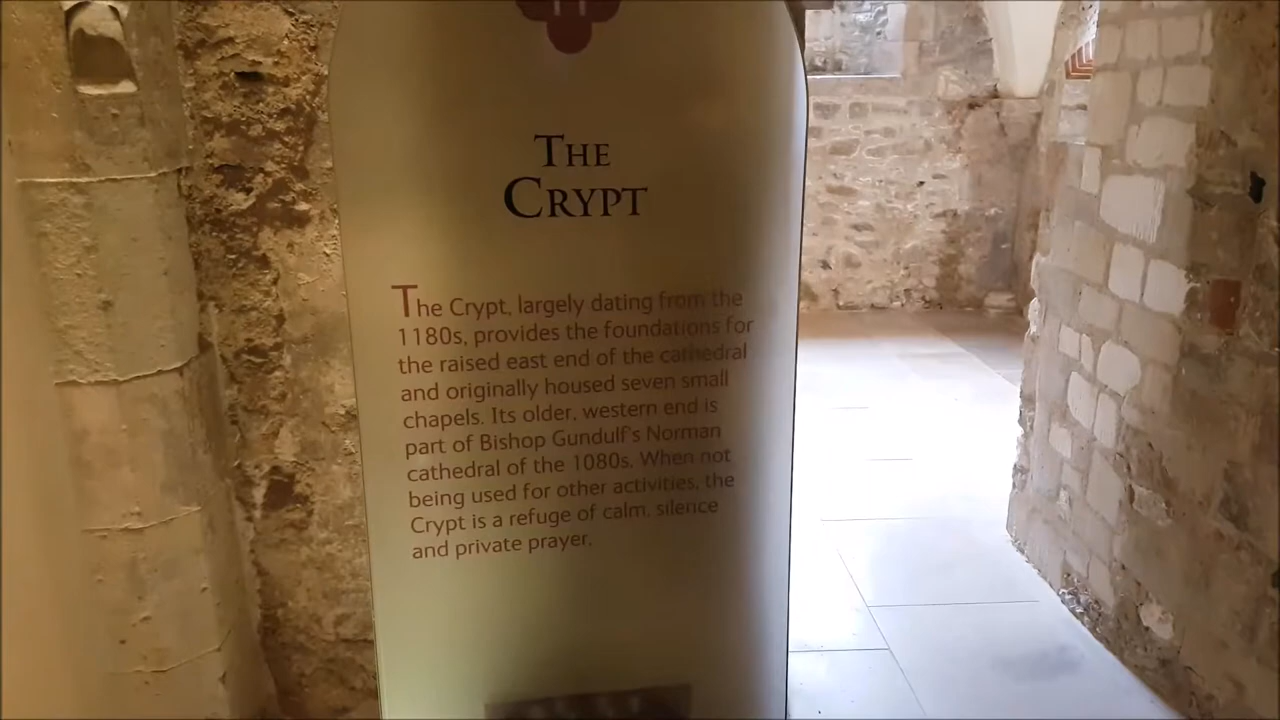 THE
CRYPT
The Crypt, largely dating from the
1180s, provides the foundations for
the raised east end of the cathedral
and originally housed seven small
chapels. Its older, western end is
part of Bishop Gundulf's Norman
cathedral of the 1080s. When not
being used for other activities, the
Crypt is a refuge of calm, silence
and private prayer.